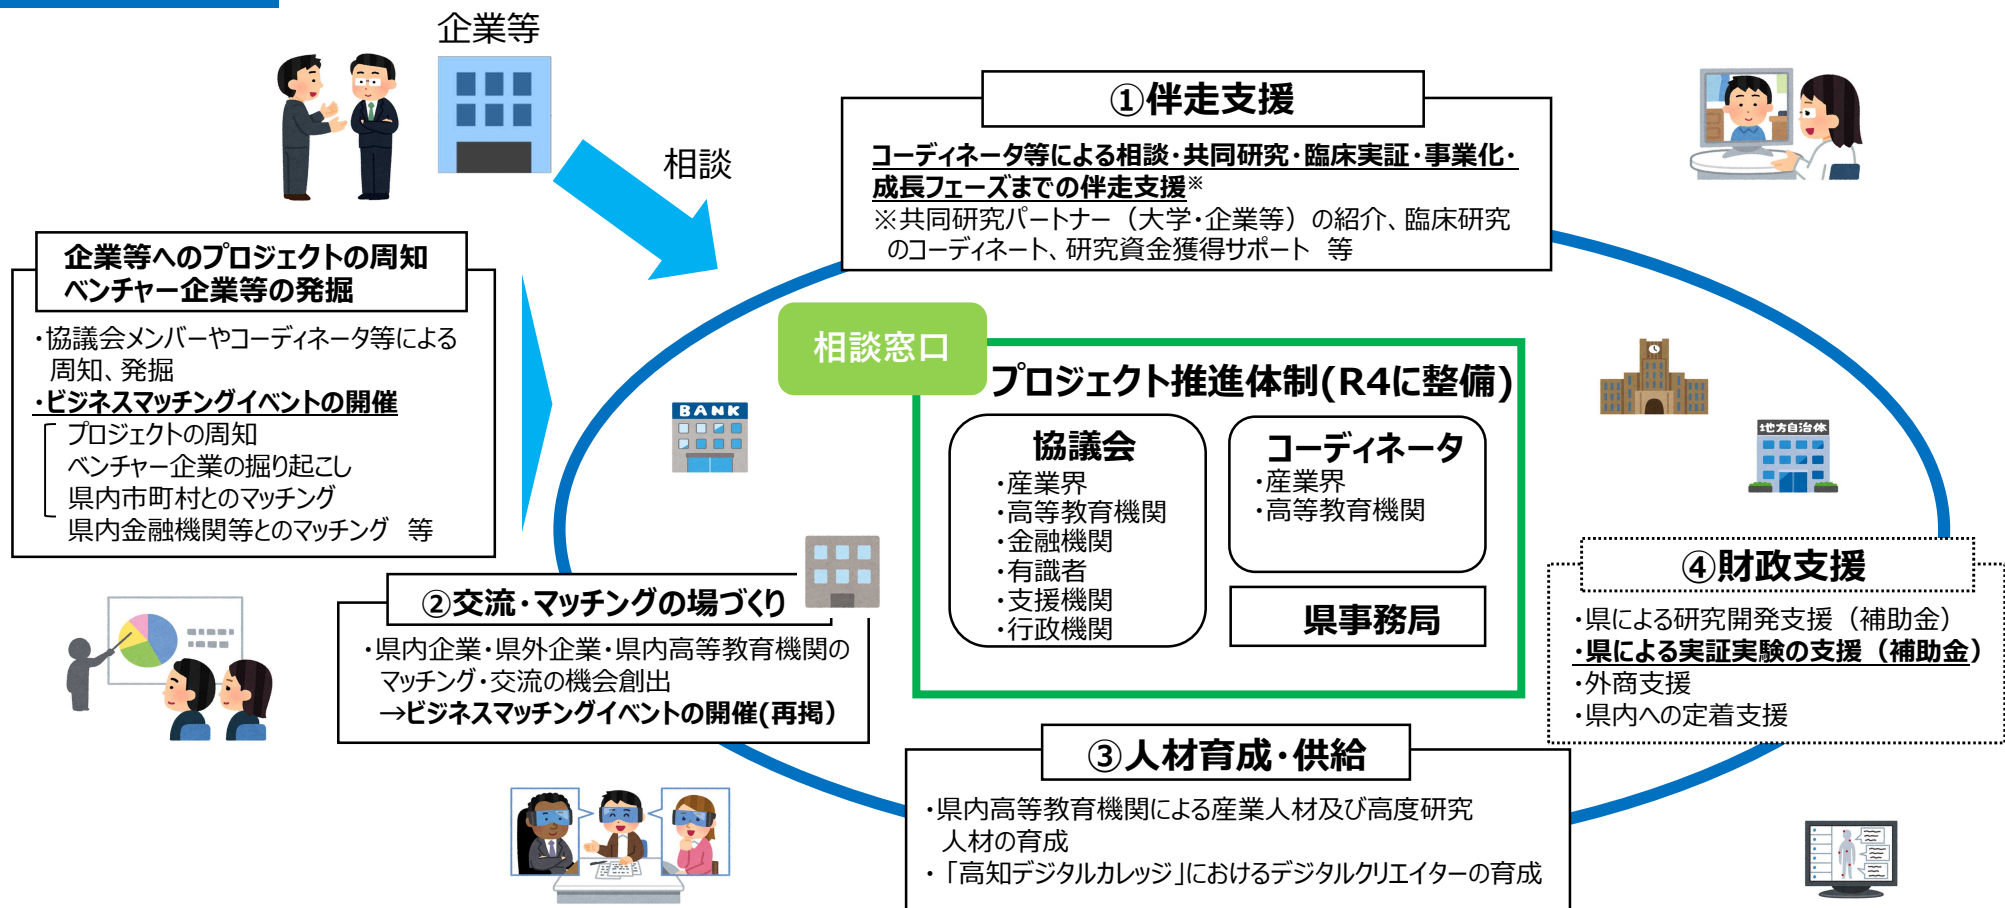 企業等
相談
①伴走支援
コーディネータ等による相談・共同研究・臨床実証・事業化・
成長フェーズまでの伴走支援※
※共同研究パートナー（大学・企業等）の紹介、臨床研究
のコーディネート、研究資金獲得サポート 等
企業等へのプロジェクトの周知
ベンチャー企業等の発掘
・協議会メンバーやコーディネータ等による
周知、発掘
・ビジネスマッチングイベントの開催
プロジェクトの周知
ベンチャー企業の掘り起こし
県内市町村とのマッチング
県内金融機関等とのマッチング 等
相談窓口
プロジェクト推進体制(R4に整備)
協議会
・産業界
・高等教育機関
・金融機関
・有識者
・支援機関
・行政機関
コーディネータ
・産業界
・高等教育機関
県事務局
BANK
地方自治体
②交流・マッチングの場づくり
・県内企業・県外企業・県内高等教育機関の
マッチング・交流の機会創出
→ビジネスマッチングイベントの開催(再掲）
③人材育成・供給
・県内高等教育機関による産業人材及び高度研究
人材の育成
・「高知デジタルカレッジ」におけるデジタルクリエイターの育成
④財政支援
・県による研究開発支援（補助金）
・県による実証実験の支援（補助金）
・外商支援
・県内への定着支援